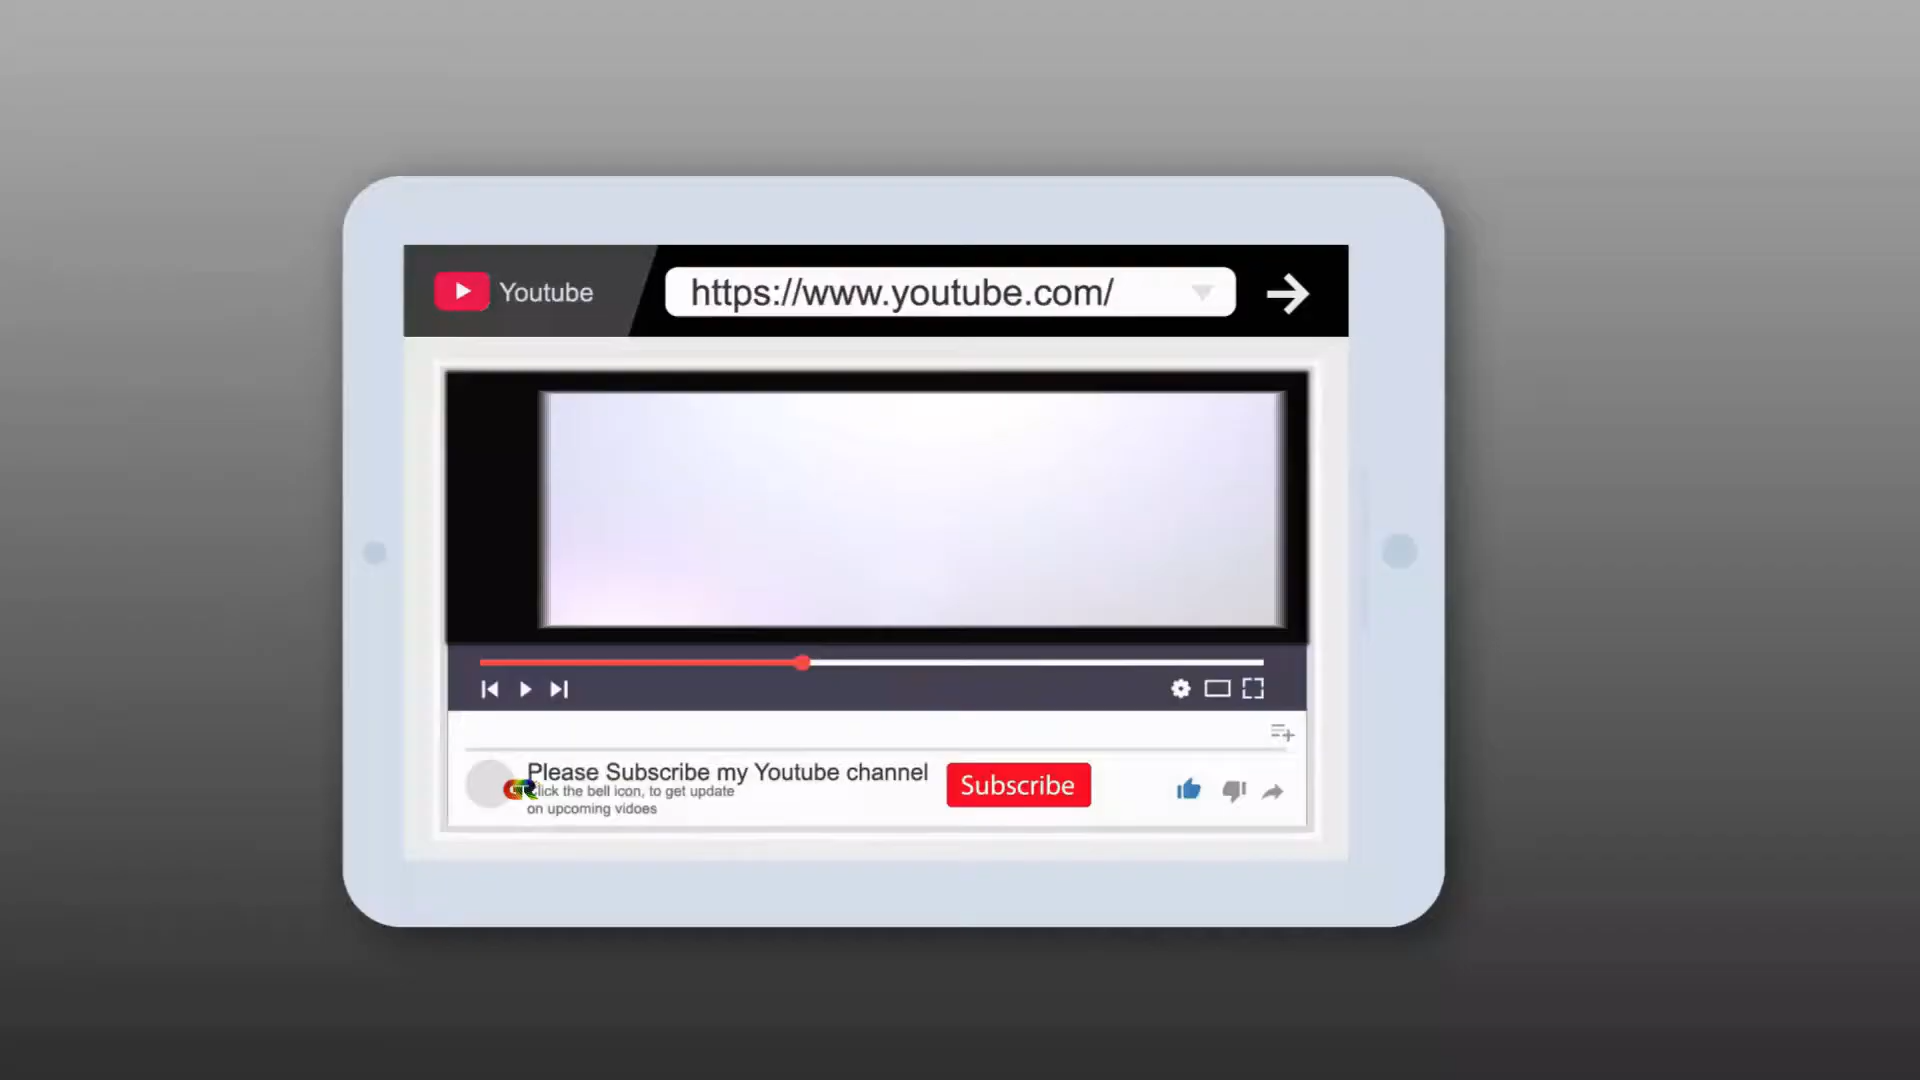 Youtube
https://www.youtube.com/
Please Subscribe my Youtube channel
lick the bell icon, to get update
on upcoming vidoes
Subscribe